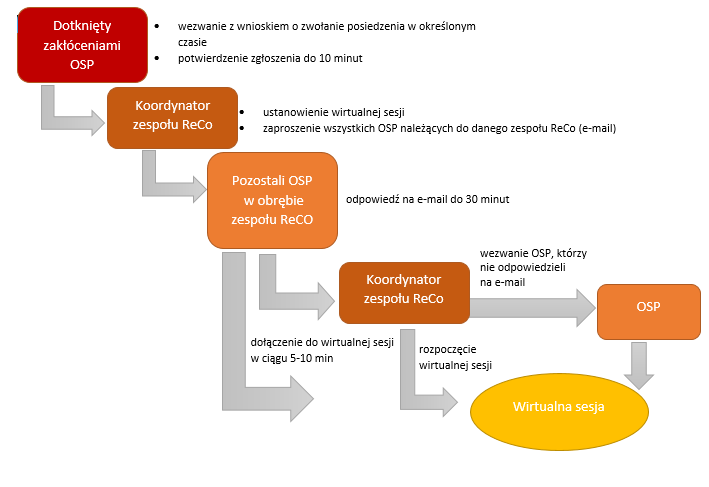 Dotknięty
zakłóceniami
OSP
• wezwanie z wnioskiem o zwołanie posiedzenia w określonym
czasie
• potwierdzenie zgłoszenia do 10 minut
Koordynator
zespołu ReCo
• ustanowienie wirtualnej sesji
• zaproszenie wszystkich OSP należących do danego zespołu ReCo (e-mail)
Pozostali OSP
w obrębie
zespołu ReCO
odpowiedź na e-mail do 30 minut
Koordynator
zespołu ReCo
wezwanie OSP, którzy
nie odpowiedzieli
na e-mail
OSP
dołączenie do wirtualnej sesji
w ciągu 5-10 min
rozpoczęcie
wirtualnej sesji
Wirtualna sesja